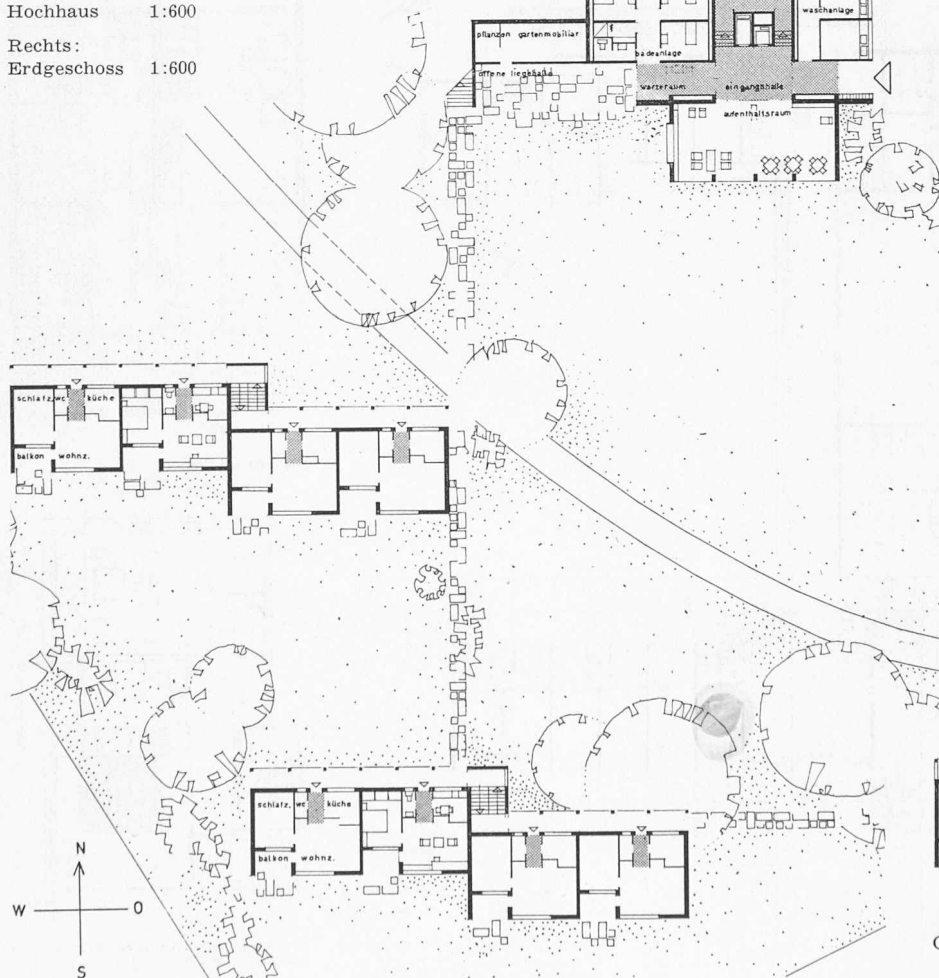 Hochhaus 1:600
Rechts:
Erdgeschoss 1:600
waschanlage
pflanzen gartenmobiliar
badeanlage
offene liegehalle
warteraum eingangshalle
aufenthaltsraum
schlafz. wc küche
balkon wohnz.
schlafz. wc küche
balkon wohnz.
N
W O
S